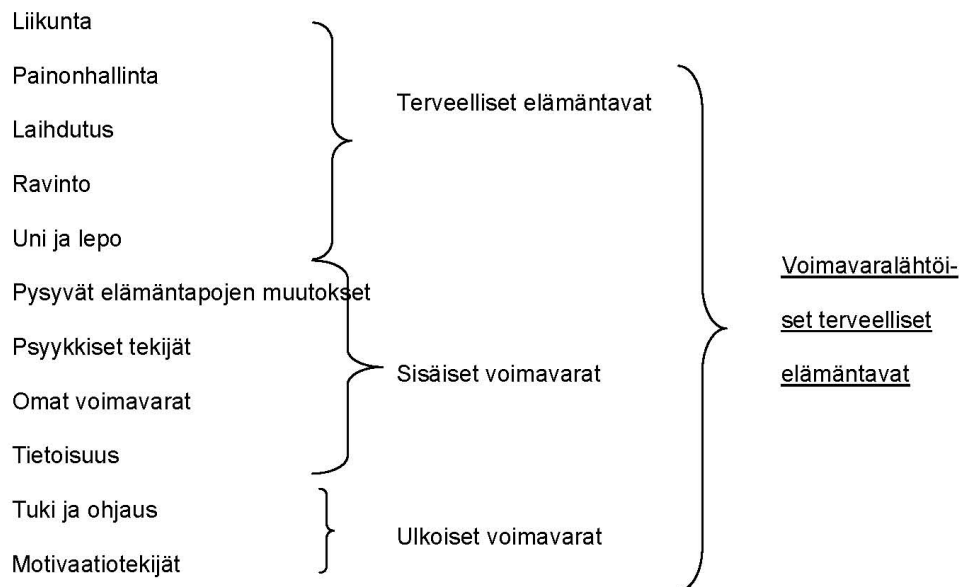 Liikunta
Painonhallinta
Laihdutus
Ravinto
Uni ja lepo
Pysyvät elämäntapojen muutokset
Psyykkiset tekijät
Omat voimavarat
Tietoisuus
Tuki ja ohjaus
Motivaatiotekijät
Terveelliset elämäntavat
Sisäiset voimavarat
Ulkoiset voimavarat
Voimavaralähtöi-
set terveelliset
elämäntavat